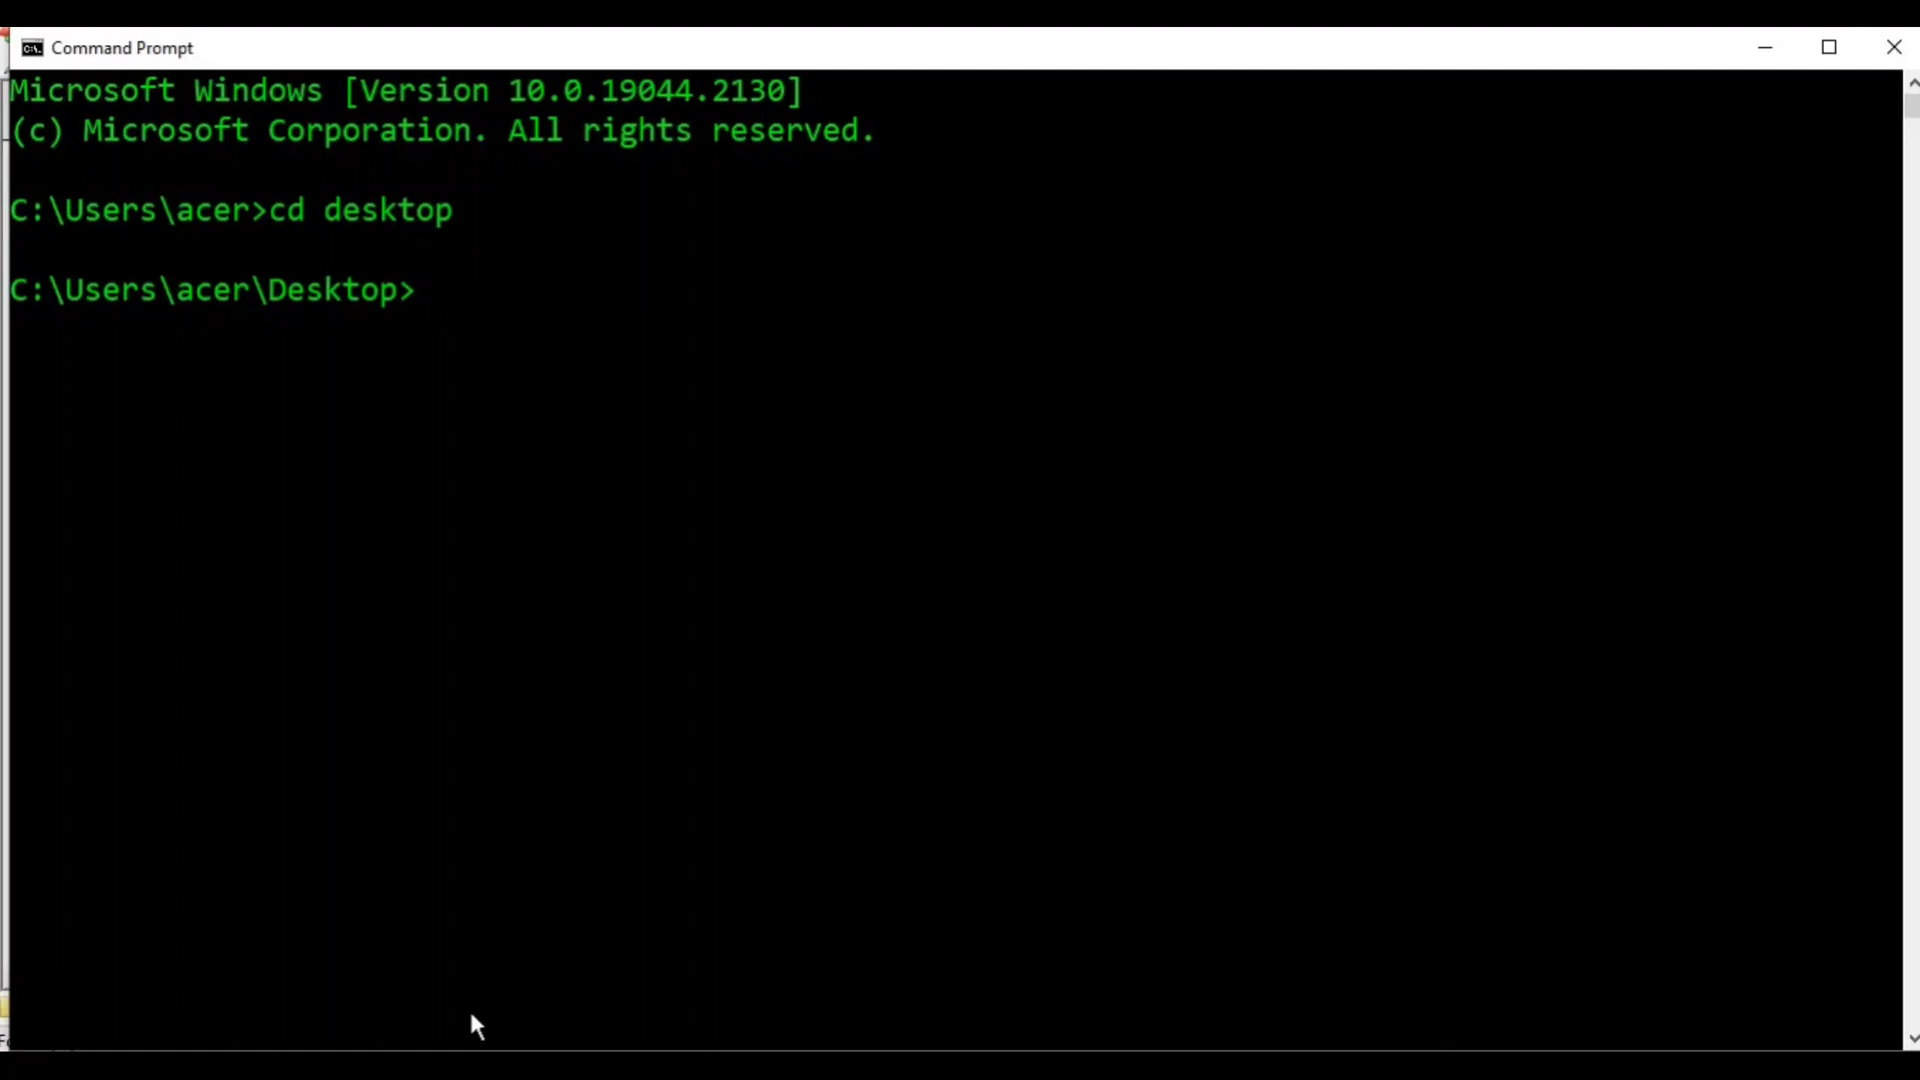 Command Prompt
Microsoft Windows [Version 10.0.19044.2130]
(c) Microsoft Corporation. All rights reserved.
C:\Users\acer>cd desktop
C:\Users\acer\Desktop>